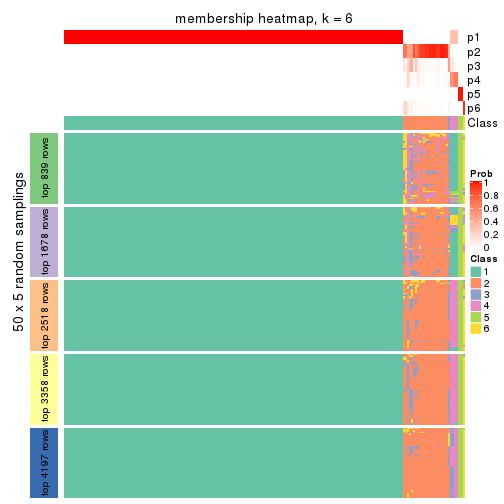 membership heatmap, k = 6
p1
p2
p3
p4
p5
p6
Class
50 x 5 random samplings
top 839 rows
top 1678 rows
top 2518 rows
top 3358 rows
top 4197 rows
Prob
1
0.8
0.6
0.4
0.2
0
Class
1
2
3
4
5
6